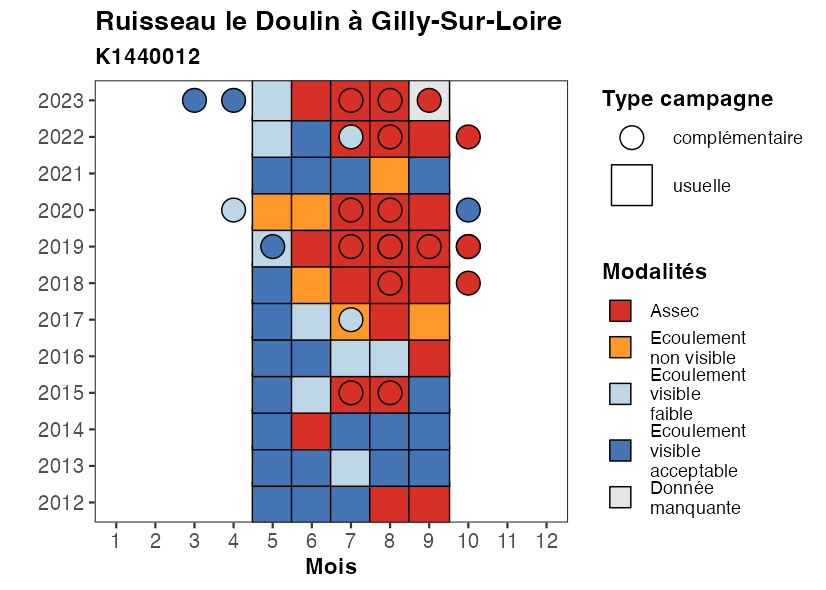 Ruisseau le Doulin à Gilly-Sur-Loire
K1440012
2023
2022
2021
2020
2019
2018
2017
2016
2015
2014
2013
2012
1 2 3 4 5 6 7 8 9 10 11 12
Mois
Type campagne
complémentaire
usuelle
Modalités
Assec
Ecoulement
non visible
Ecoulement
visible
faible
Ecoulement
visible
acceptable
Donnée
manquante